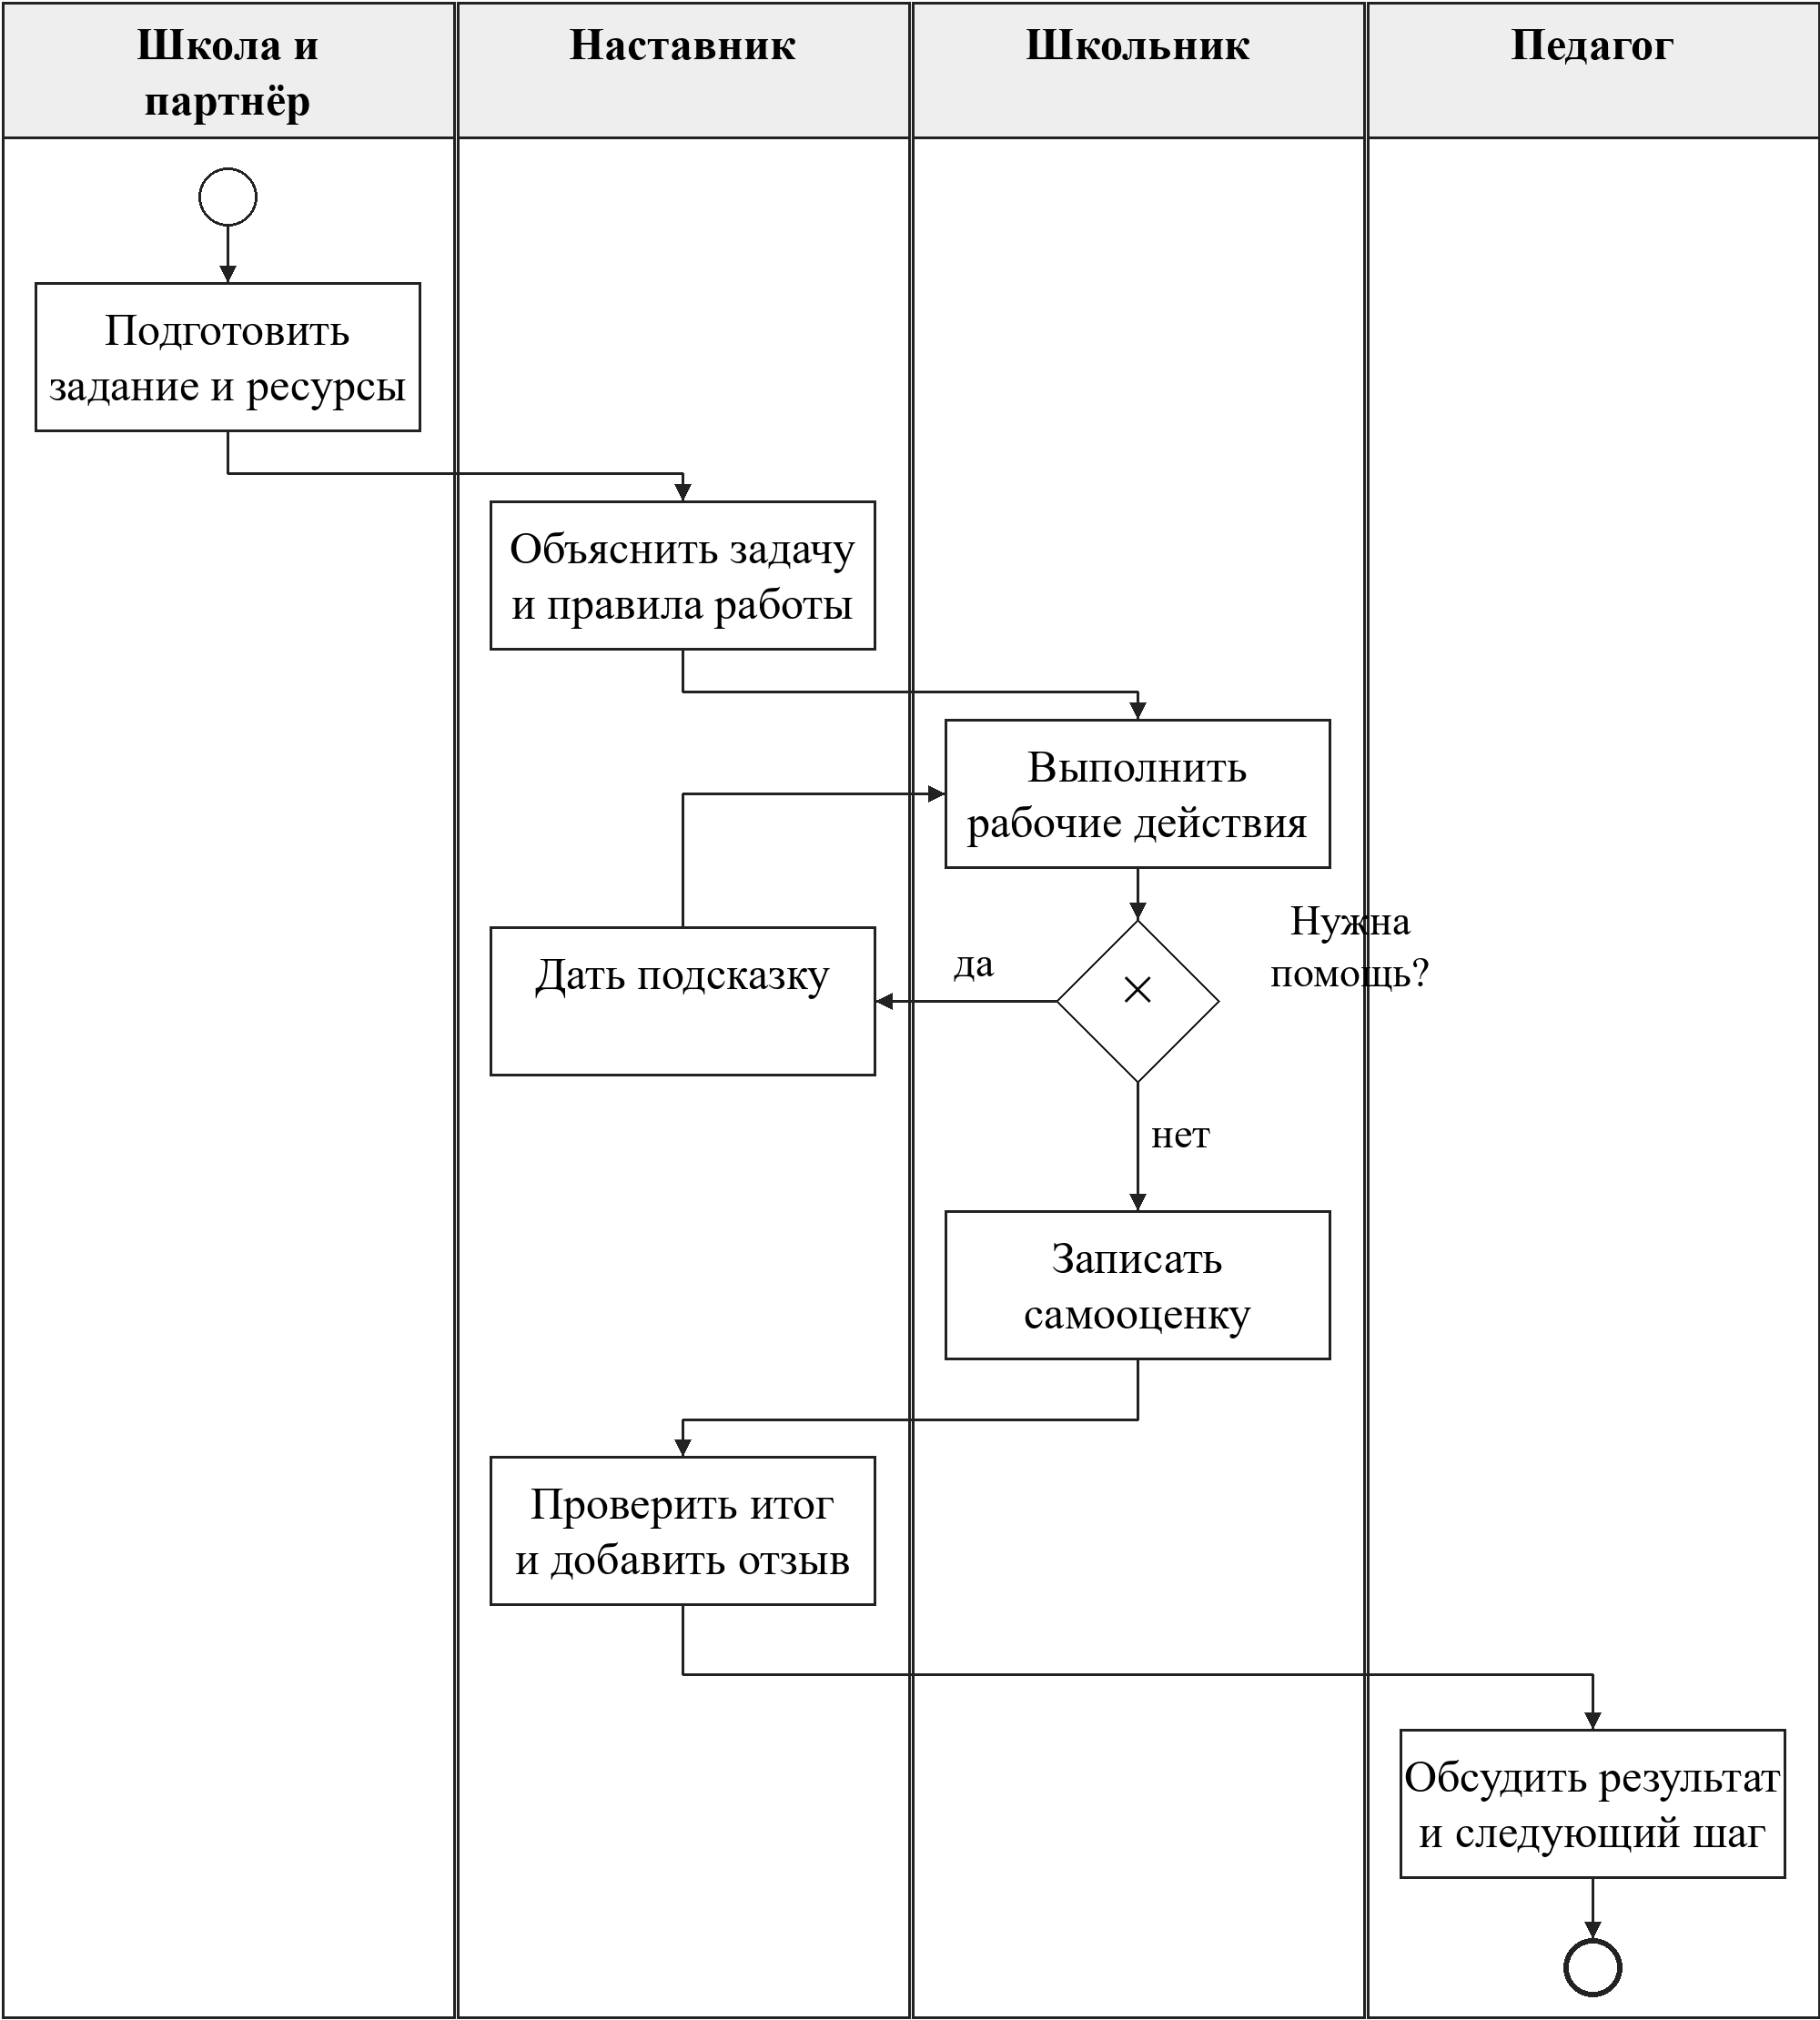 Школа и
партнёр
Наставник
Школьник
Педагог
Подготовить
задание и ресурсы
Объяснить задачу
и правила работы
Выполнить
рабочие действия
Нужна
помощь?
да
×
Дать подсказку
нет
Записать
самооценку
Проверить итог
и добавить отзыв
Обсудить результат
и следующий шаг